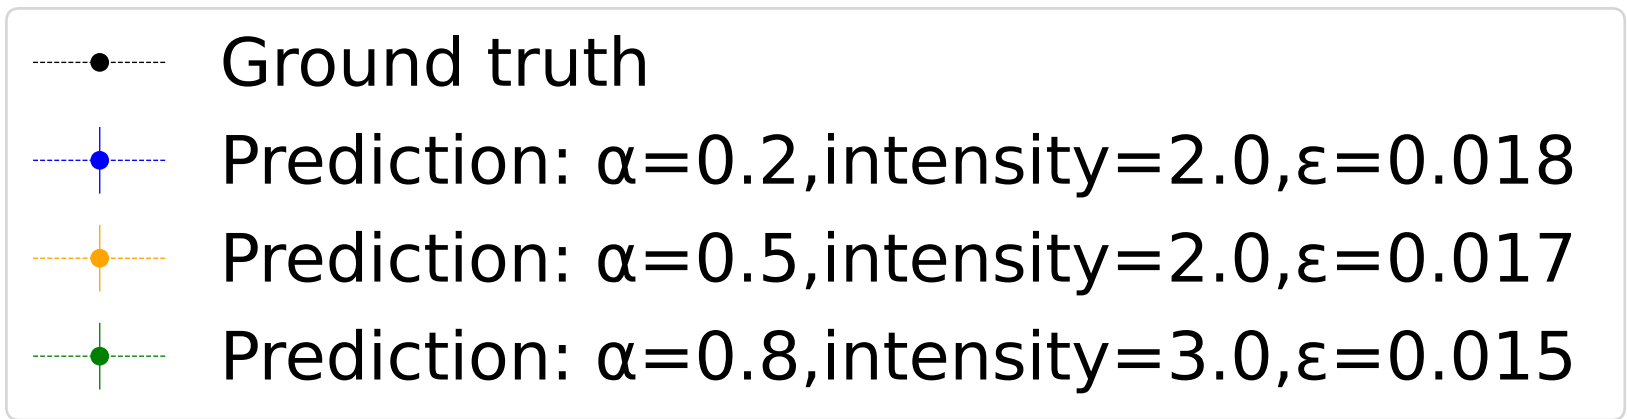 Ground truth
Prediction: α=0.2,intensity=2.0,ε=0.018
Prediction: α=0.5,intensity=2.0,ε=0.017
Prediction: α=0.8,intensity=3.0,ε=0.015